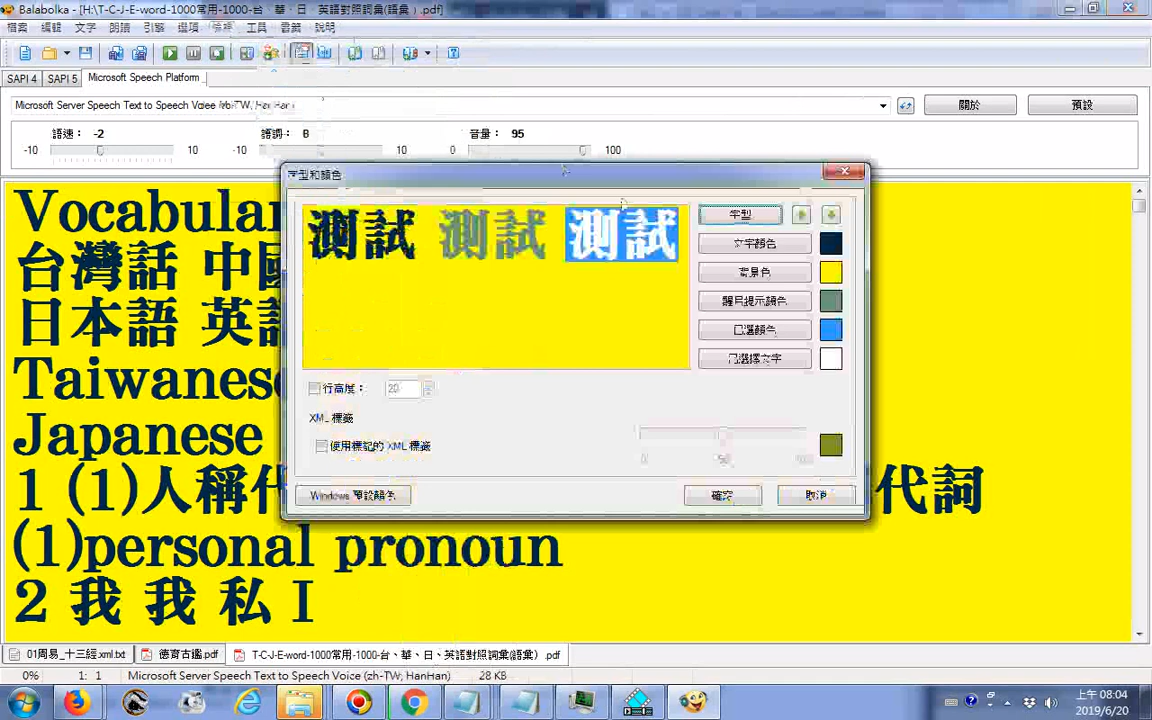 Balabolka - [H:\T-C-J-E-word-1000常用-1000-台、華、日、英語對照詞彙(語彙）.pdf]
檔案 編輯 文字 朗讀 引擎 選項 檢視 工具 書籤 說明
SAPI 4 SAPI 5 Microsoft Speech Platform
Microsoft Server Speech Text to Speech Voice (zh-TW, HanHan) 關於 預設
語速： -2 語調： 音量： 95
-10 10 -10 10 0 100
字型和顏色
測試 測試 測試
字型
文字顏色
背景色
醒目提示顏色
已選顏色
已選擇文字
行高度： 20
XML 標籤
使用標記的 XML 標籤
0 50 100
Windows 預設顏色 確定 取消
Vocabular
台灣話 中國
日本語 英語
Taiwanese
Japanese
1 (1)人稱代 代詞
(1)personal pronoun
2 我 我 私 I
01周易_十三經.xml.txt 德育古鑑.pdf T-C-J-E-word-1000常用-1000-台、華、日、英語對照詞彙(語彙）.pdf
0% 1: 1 Microsoft Server Speech Text to Speech Voice (zh-TW, HanHan) 28 KB
上午 08:04
2019/6/20